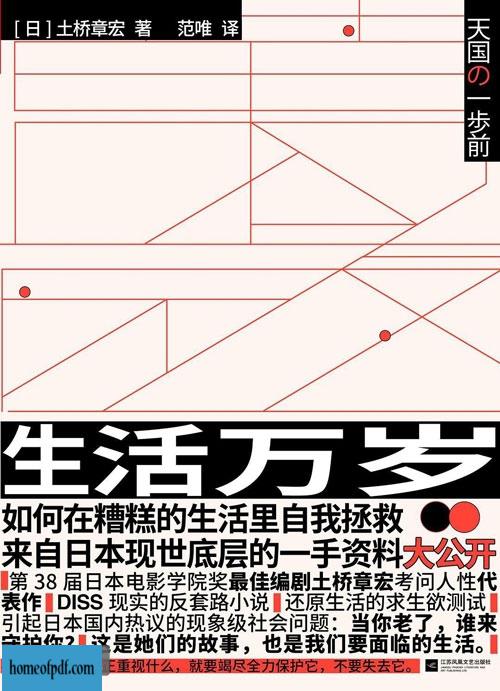 [日]土桥章宏 著 范唯 译
天国の一歩前
生活万岁
如何在糟糕的生活里自我拯救
来自日本现世底层的一手资料大公开
第 38 届日本电影学院奖最佳编剧土桥章宏考问人性代
表作 DISS 现实的反套路小说 还原生活的求生欲测试
引起日本国内热议的现象级社会问题:当你老了,谁来
守护你?这是她们的故事,也是我们要面临的生活。
正重视什么,就要竭尽全力保护它,不要失去它。
江苏凤凰文艺出版社
homeofpdf.com